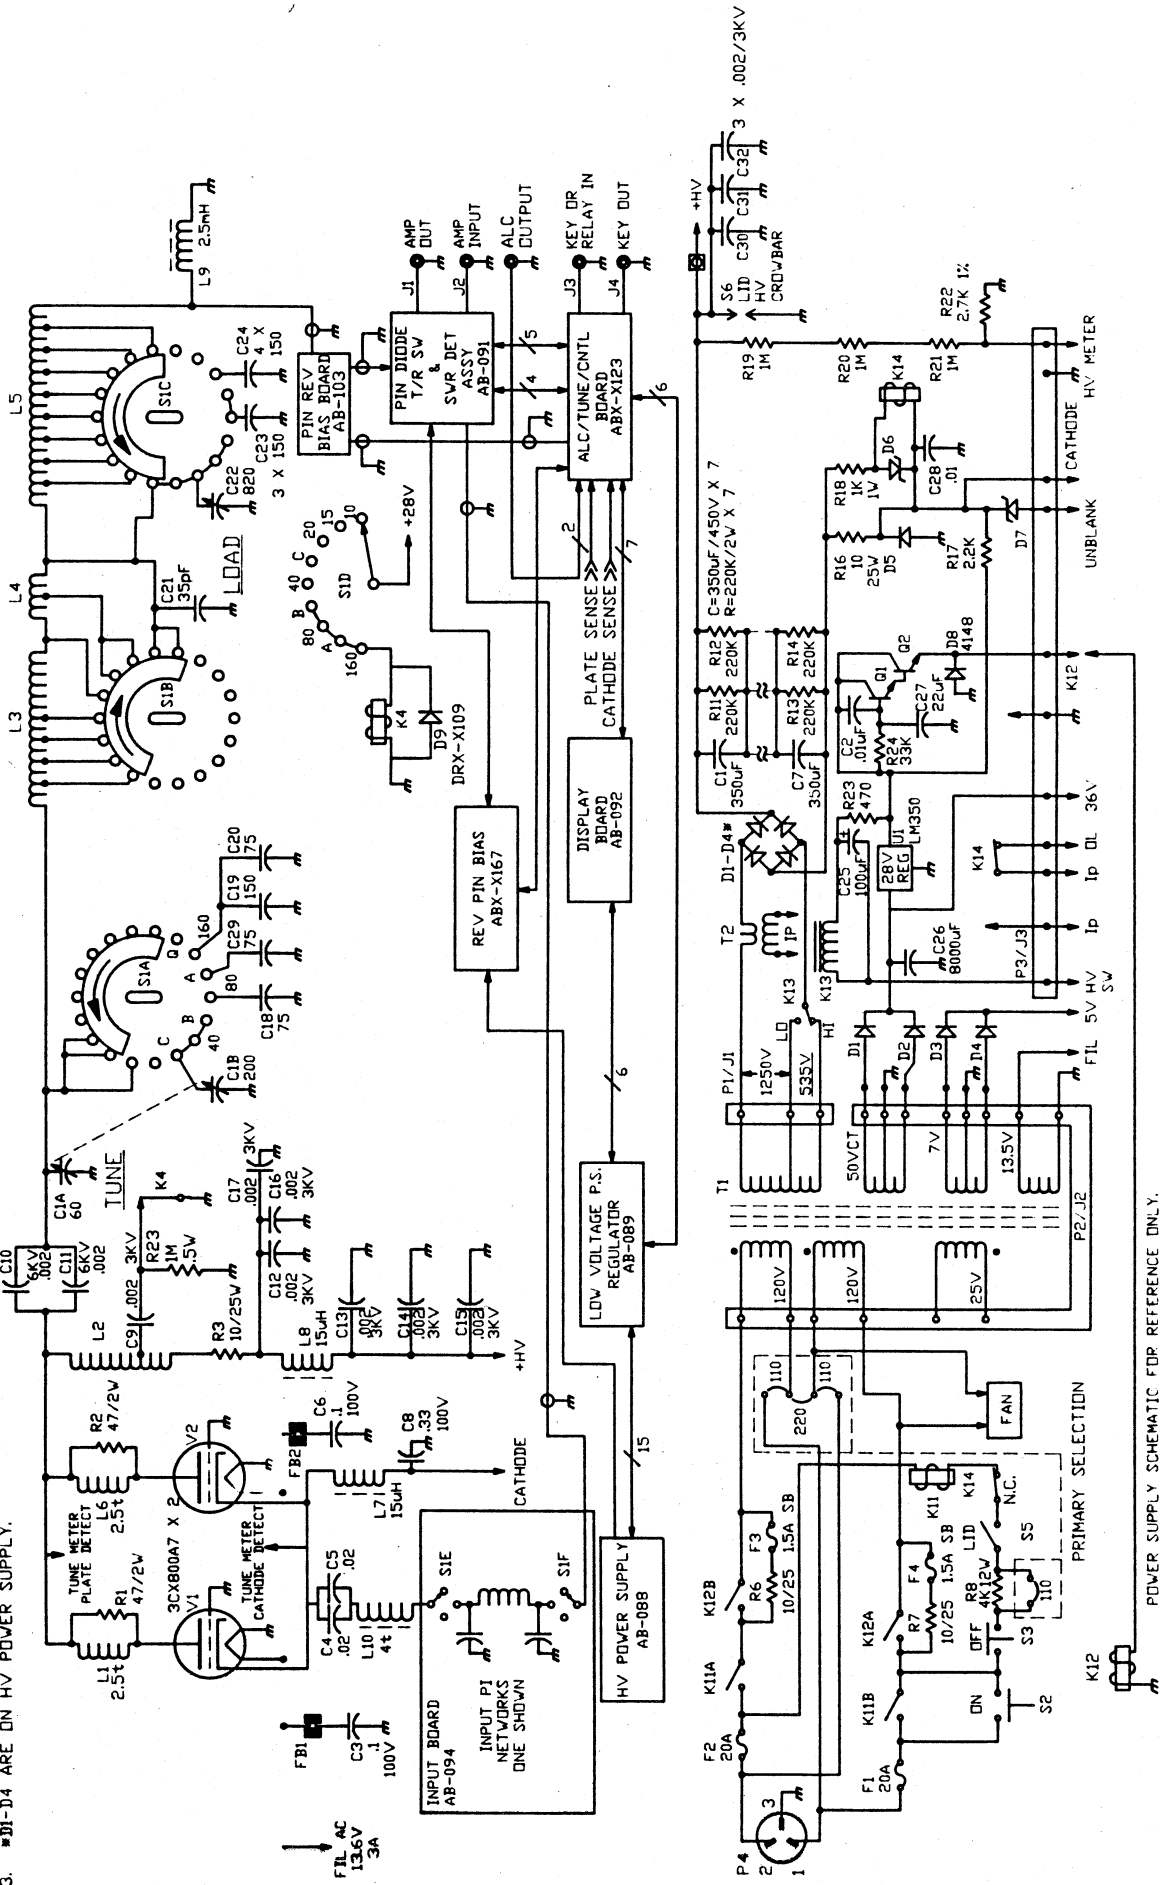 3. *D1-D4 ARE ON HV POWER SUPPLY.
C10
6KV
.002
C11
6KV
.002
C1A
60
TUNE
L2
C9
.002
3KV
R23
1M
.5W
K4
R3
10/25W
C17
.002
3KV
C16
.002
3KV
C12
.002
3KV
L8
15uH
C13
.002
3KV
C14
.002
3KV
C15
.002
3KV
+HV
L1
2.5t
R1
47/2W
TUNE METER
PLATE DETECT
L6
2.5t
R2
47/2W
3CX800A7 X 2
V1
V2
TUNE METER
CATHODE DETECT
FB1
C3
.1
100V
FB2
C6
.1
100V
C8
.33
100V
L7
15uH
CATHODE
C4
.02
C5
.02
L10
4t
FIL AC
13.6V
3A
INPUT BOARD
AB-094
INPUT PI
NETWORKS
ONE SHOWN
S1E
S1F
HV POWER SUPPLY
AB-088
15
LOW VOLTAGE P.S.
REGULATOR
AB-089
6
S1A
C
B
40
80
A
160
Q
C1B
200
C18
75
C29
75
C19
150
C20
75
L3
L4
L5
S1B
C21
35pF
LOAD
S1C
C22
820
C23
3 X 150
C24
4 X
150
L9
2.5mH
160
A
80
B
40
C
20
15
10
S1D
+28V
K4
D9
DRX-X109
REV PIN BIAS
ABX-X167
DISPLAY
BOARD
AB-092
PIN REV
BIAS BOARD
AB-103
PIN DIODE
T/R SW
&
SWR DET
ASSY
AB-091
4
5
ALC/TUNE/CNTL
BOARD
ABX-X123
2
PLATE SENSE
CATHODE SENSE
7
6
J1
AMP
OUT
J2
AMP
INPUT
ALC
OUTPUT
J3
KEY OR
RELAY IN
J4
KEY OUT
P4
2
3
1
F2
20A
K11A
K12B
R6
10/25
F3
1.5A SB
F1
20A
K11B
K12A
R7
10/25
F4
1.5A SB
ON
S2
OFF
S3
R8
4K12W
110
LID
S5
K14
N.C.
K11
PRIMARY SELECTION
110
220
110
FAN
K12
120V
120V
25V
T1
P2/J2
P1/J1
1250V
535V
LO
HI
K13
50VCT
7V
13.5V
D1
D2
D3
D4
FIL
5V
HV
SW
T2
IP
K13
D1-D4*
C1
350uF
C7
350uF
R11
220K
R12
220K
R13
220K
R14
220K
C=350uF/450V X 7
R=220K/2W X 7
C25
100uF
+
R23
470
28V
REG
U1
LM350
C26
8000uF
C2
.01uF
R24
33K
C27
22uF
Q1
Q2
D8
4148
R16
10
25W
D5
R17
2.2K
R18
1K
1W
D6
K14
C28
.01
D7
R19
1M
R20
1M
R21
1M
R22
2.7K 1%
S6
LID
HV
CROWBAR
+HV
C30
C31
C32
3 X .002/3KV
P3/J3
Ip
Ip
OL
K14
36V
K12
UNBLANK
CATHODE
HV METER
POWER SUPPLY SCHEMATIC FOR REFERENCE ONLY.